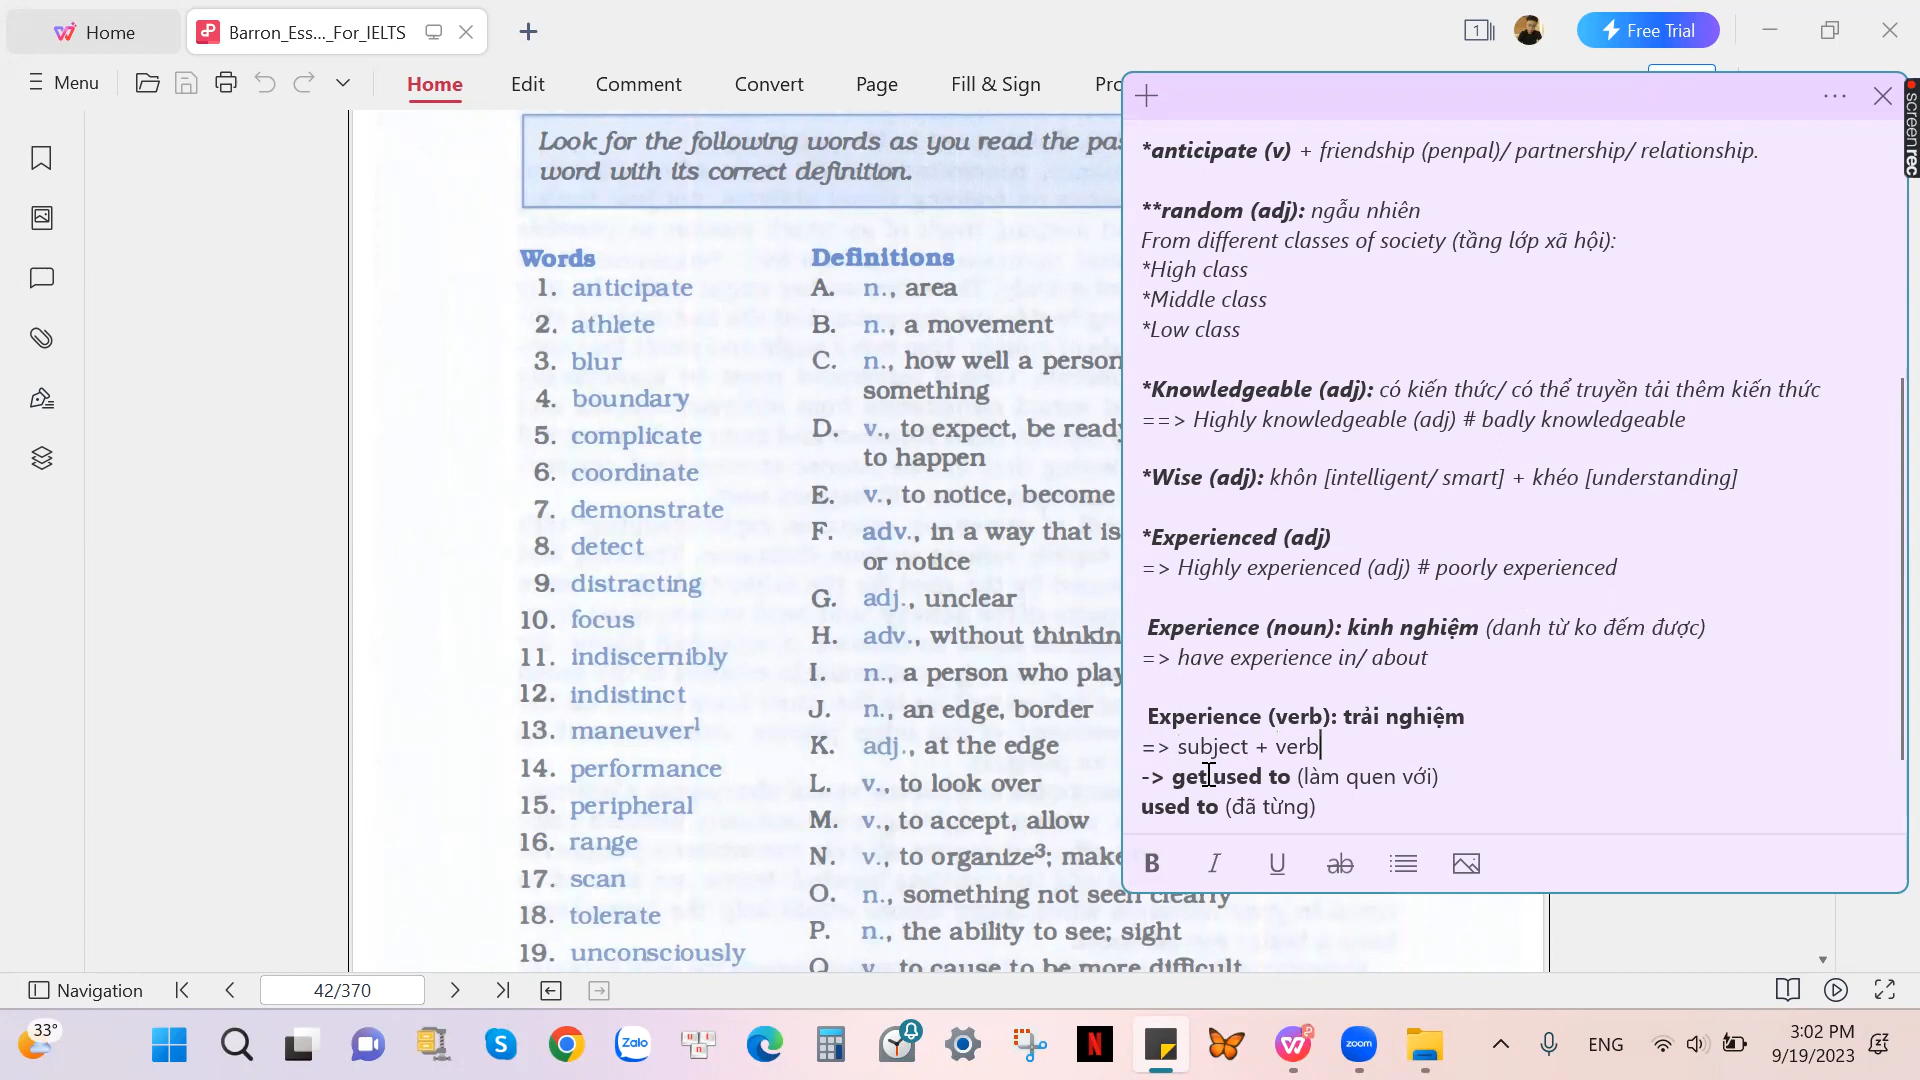 Home
Barron_Ess..._For_IELTS
1
Free Trial
Menu
Home
Edit
Comment
Convert
Page
Fill & Sign
Look for the following words as you read the
word with its correct definition.
Words
Definitions
1. anticipate
2. athlete
3. blur
4. boundary
5. complicate
6. coordinate
7. demonstrate
8. detect
9. distracting
10. focus
11. indiscernibly
12. indistinct
13. maneuver¹
14. performance
15. peripheral
16. range
17. scan
18. tolerate
19. unconsciously
A. n., area
B. n., a movement
C. n., how well a person
something
D. v., to expect, be
to happen
E. v., to notice, become
F. adv., in a way that is
or notice
G. adj., unclear
H. adv., without
I. n., a person who
J. n., an edge, border
K. adj., at the edge
L. v., to look over
M. v., to accept, allow
N. v., to organize³; make
O. n., something not seen clearly
P. n., the ability to see; sight
Q. v., to cause to be more difficult
*anticipate (v) + friendship (penpal)/ partnership/ relationship.
**random (adj): ngẫu nhiên
From different classes of society (tầng lớp xã hội):
*High class
*Middle class
*Low class
*Knowledgeable (adj): có kiến thức/ có thể truyền tải thêm kiến thức
==> Highly knowledgeable (adj) # badly knowledgeable
*Wise (adj): khôn [intelligent/ smart] + khéo [understanding]
*Experienced (adj)
=> Highly experienced (adj) # poorly experienced
Experience (noun): kinh nghiệm (danh từ ko đếm được)
=> have experience in/ about
Experience (verb): trải nghiệm
=> subject + verb
-> get used to (làm quen với)
used to (đã từng)
B I U ab
screenrec
Navigation
42/370
33°
Zalo
zoom
ENG
3:02 PM
9/19/2023